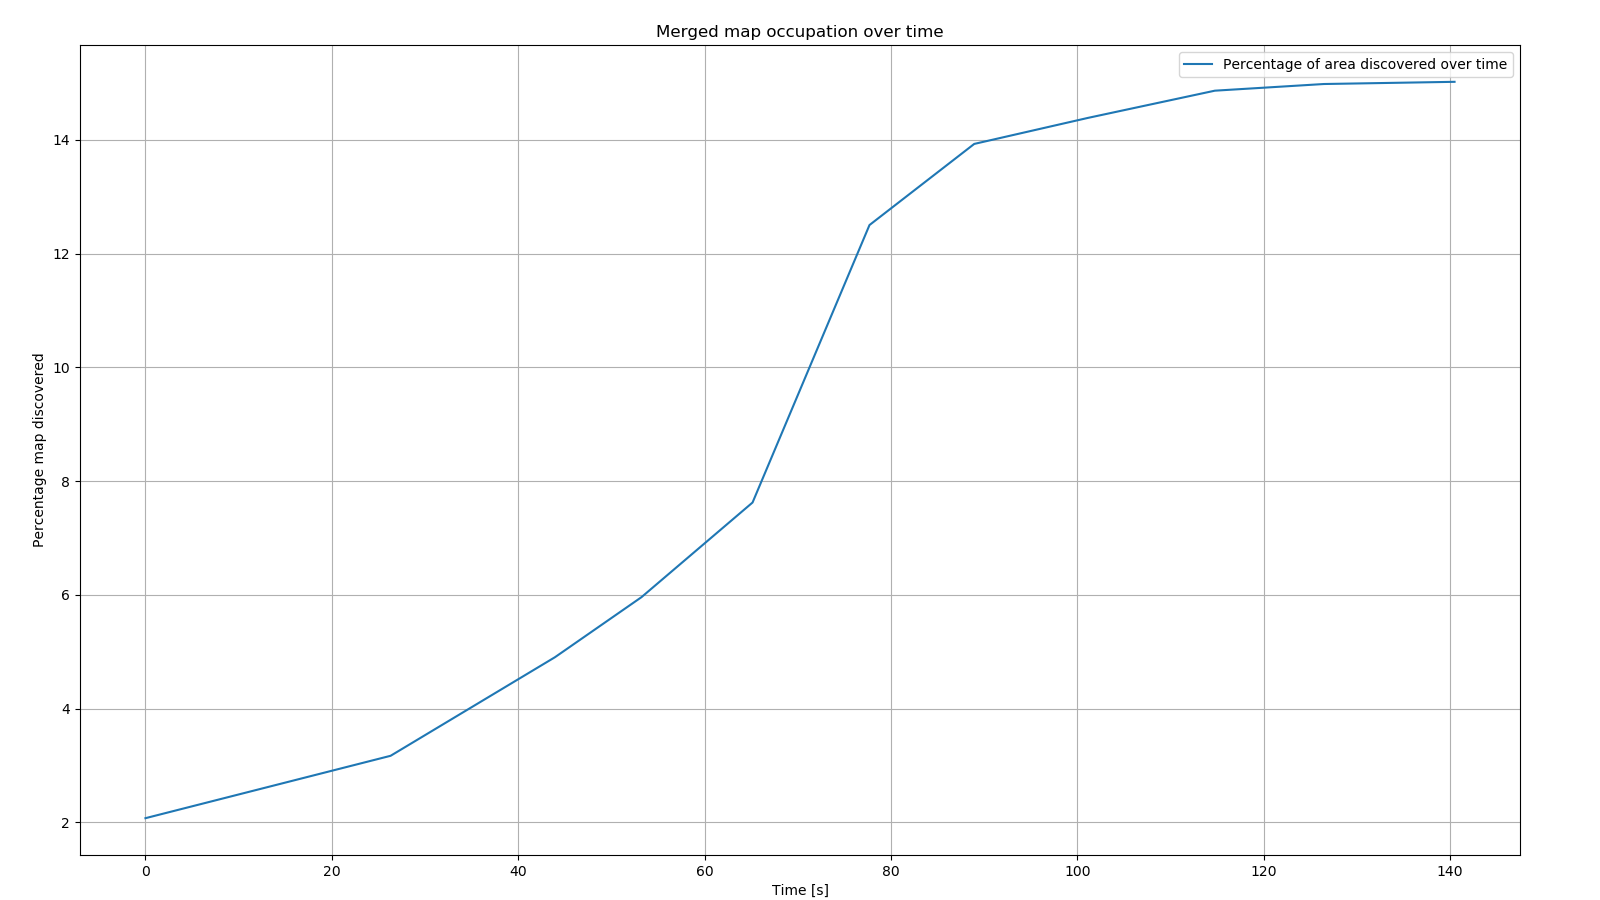 Merged map occupation over time
Percentage of area discovered over time
14
12
10
8
6
4
2
Percentage map discovered
0 20 40 60 80 100 120 140
Time [s]